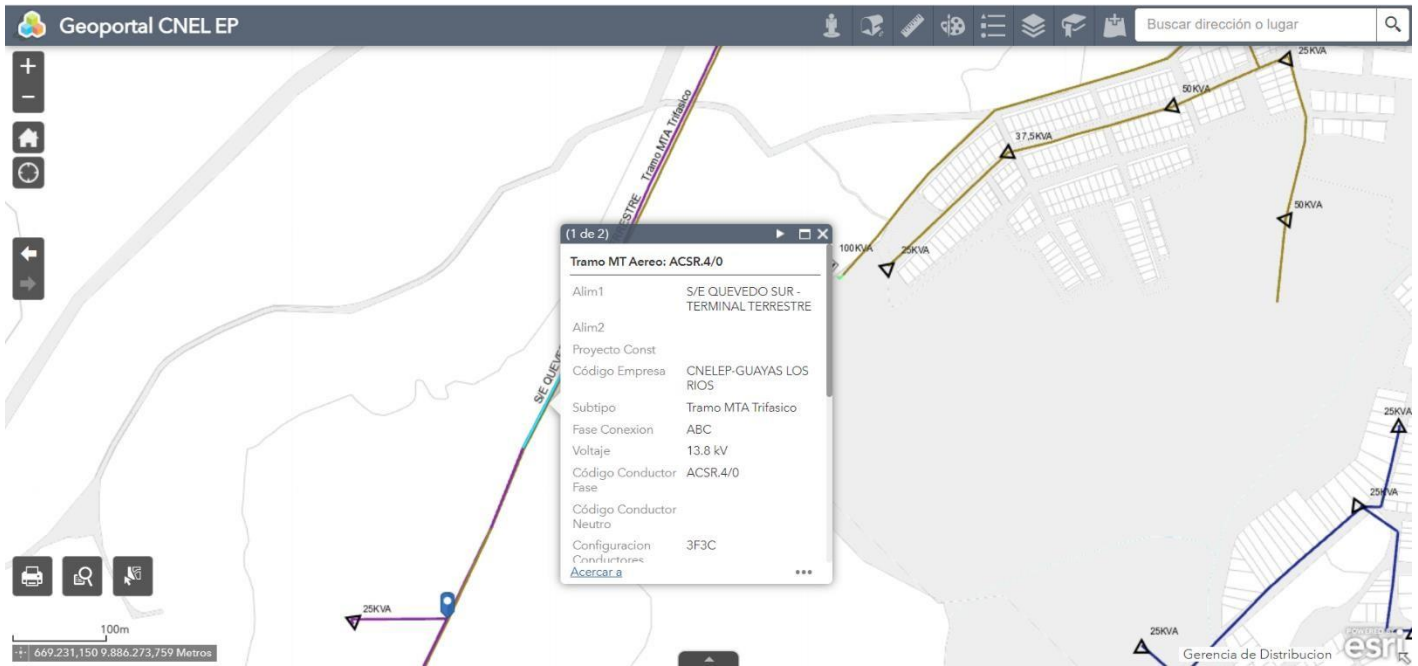 Geoportal CNEL EP
Buscar dirección o lugar
25KVA
50KVA
37,5KVA
Tramo MTA Trifasico
50KVA
100KVA
25KVA
(1 de 2)
Tramo MT Aereo: ACSR.4/0
Alim1 S/E QUEVEDO SUR -
TERMINAL TERRESTRE
Alim2
Proyecto Const
Código Empresa CNELEP-GUAYAS LOS
RIOS
Subtipo Tramo MTA Trifasico
Fase Conexion ABC
Voltaje 13.8 kV
Código Conductor ACSR.4/0
Fase
Código Conductor
Neutro
Configuracion 3F3C
Conductores
Acercar a
S/E QUEVE
RESTRE
25KVA
25KVA
25KVA
25KVA
100m
669.231,150 9.886.273,759 Metros
Gerencia de Distribucion
POWERED BY
esri